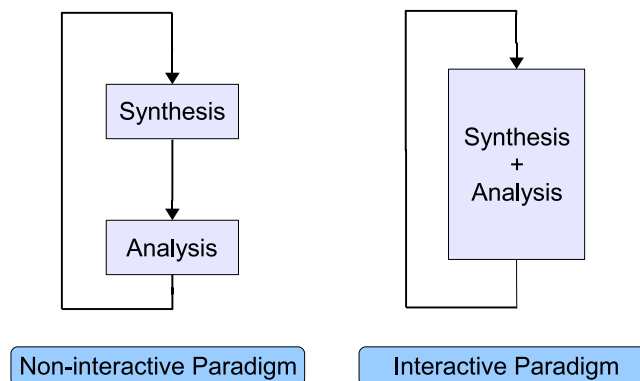 Synthesis
Analysis
Non-interactive Paradigm
Synthesis
+
Analysis
Interactive Paradigm